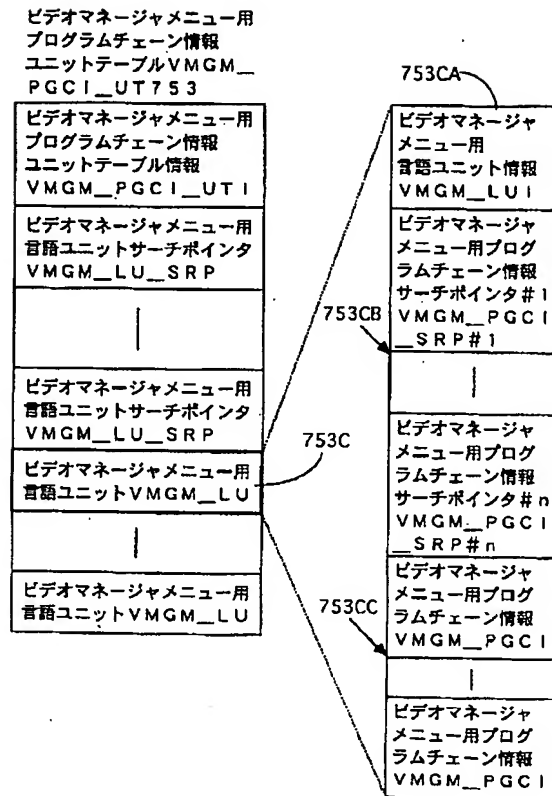 ビデオマネージャメニュー用
プログラムチェーン情報
ユニットテーブルVMGM__
PGCI__UT753
ビデオマネージャメニュー用
プログラムチェーン情報
ユニットテーブル情報
VMGM__PGCI__UTI
ビデオマネージャメニュー用
言語ユニットサーチポインタ
VMGM__LU__SRP
ビデオマネージャメニュー用
言語ユニットサーチポインタ
VMGM__LU__SRP
ビデオマネージャメニュー用
言語ユニットVMGM__LU
ビデオマネージャメニュー用
言語ユニットVMGM__LU
753C
753CA
ビデオマネージャ
メニュー用
言語ユニット情報
VMGM__LUI
ビデオマネージャ
メニュー用プログ
ラムチェーン情報
サーチポインタ#1
VMGM__PGCI
__SRP#1
753CB
ビデオマネージャ
メニュー用プログ
ラムチェーン情報
サーチポインタ#n
VMGM__PGCI
__SRP#n
ビデオマネージャ
メニュー用プログ
ラムチェーン情報
VMGM__PGCI
753CC
ビデオマネージャ
メニュー用プログ
ラムチェーン情報
VMGM__PGCI